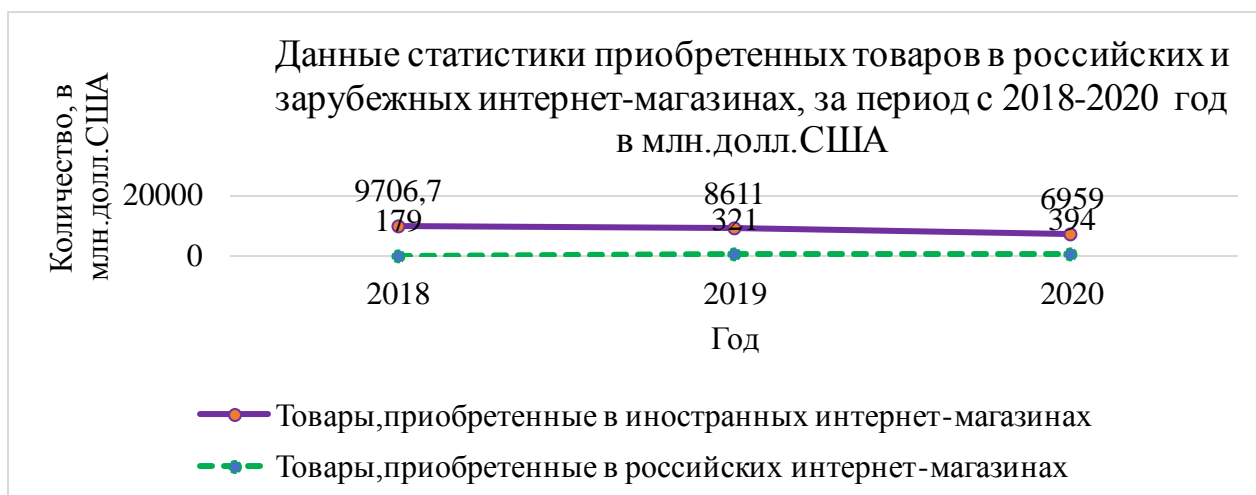 Данные статистики приобретенных товаров в российских и
зарубежных интернет-магазинах, за период с 2018-2020 год
в млн.долл.США
Количество, в
млн.долл.США
20000
0
9706,7
8611
6959
179
321
394
2018
2019
2020
Год
Товары,приобретенные в иностранных интернет-магазинах
Товары,приобретенные в российских интернет-магазинах